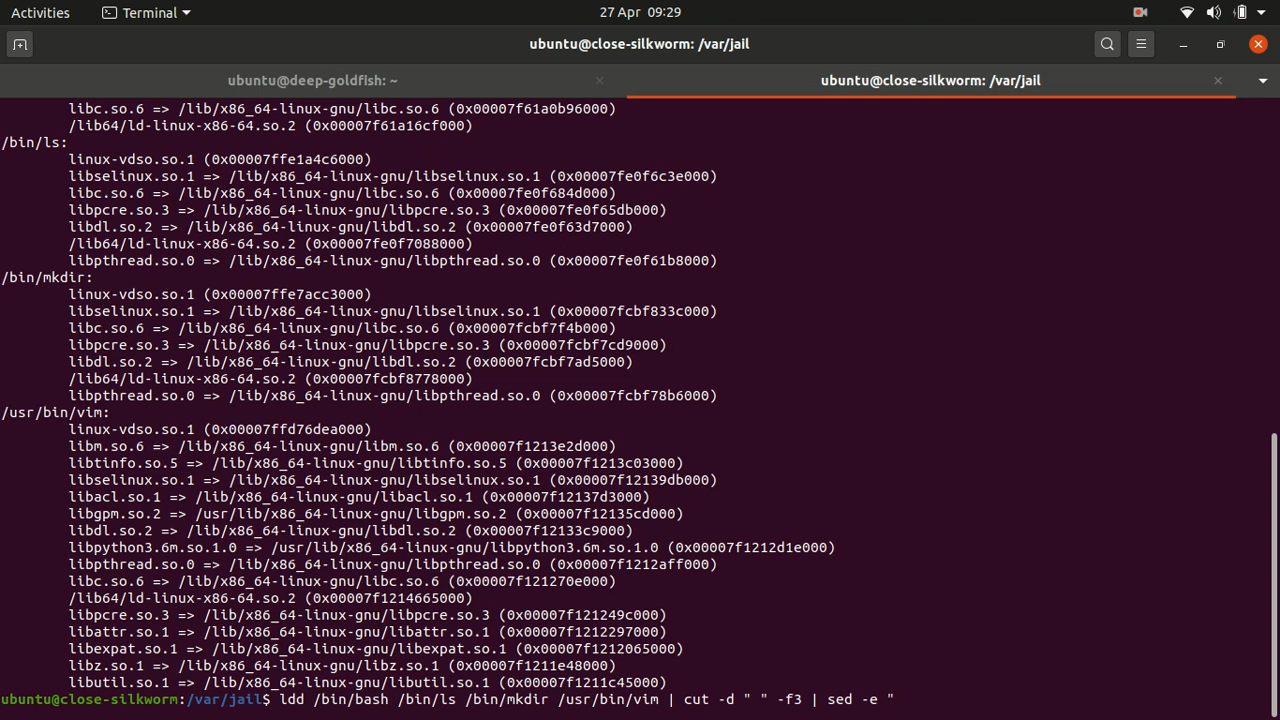 Activities
Terminal
27 Apr 09:29
ubuntu@close-silkworm: /var/jail
ubuntu@deep-goldfish: ~
ubuntu@close-silkworm: /var/jail
libc.so.6 => /lib/x86_64-linux-gnu/libc.so.6 (0x00007f61a0b96000)
/lib64/ld-linux-x86-64.so.2 (0x00007f61a16cf000)
/bin/ls:
linux-vdso.so.1 (0x00007ffe1a4c6000)
libselinux.so.1 => /lib/x86_64-linux-gnu/libselinux.so.1 (0x00007fe0f6c3e000)
libc.so.6 => /lib/x86_64-linux-gnu/libc.so.6 (0x00007fe0f684d000)
libpcre.so.3 => /lib/x86_64-linux-gnu/libpcre.so.3 (0x00007fe0f65db000)
libdl.so.2 => /lib/x86_64-linux-gnu/libdl.so.2 (0x00007fe0f63d7000)
/lib64/ld-linux-x86-64.so.2 (0x00007fe0f7088000)
libpthread.so.0 => /lib/x86_64-linux-gnu/libpthread.so.0 (0x00007fe0f61b8000)
/bin/mkdir:
linux-vdso.so.1 (0x00007ffe7acc3000)
libselinux.so.1 => /lib/x86_64-linux-gnu/libselinux.so.1 (0x00007fcbf833c000)
libc.so.6 => /lib/x86_64-linux-gnu/libc.so.6 (0x00007fcbf7f4b000)
libpcre.so.3 => /lib/x86_64-linux-gnu/libpcre.so.3 (0x00007fcbf7cd9000)
libdl.so.2 => /lib/x86_64-linux-gnu/libdl.so.2 (0x00007fcbf7ad5000)
/lib64/ld-linux-x86-64.so.2 (0x00007fcbf8778000)
libpthread.so.0 => /lib/x86_64-linux-gnu/libpthread.so.0 (0x00007fcbf78b6000)
/usr/bin/vim:
linux-vdso.so.1 (0x00007ffd76dea000)
libm.so.6 => /lib/x86_64-linux-gnu/libm.so.6 (0x00007f1213e2d000)
libtinfo.so.5 => /lib/x86_64-linux-gnu/libtinfo.so.5 (0x00007f1213c03000)
libselinux.so.1 => /lib/x86_64-linux-gnu/libselinux.so.1 (0x00007f12139db000)
libacl.so.1 => /lib/x86_64-linux-gnu/libacl.so.1 (0x00007f12137d3000)
libgpm.so.2 => /usr/lib/x86_64-linux-gnu/libgpm.so.2 (0x00007f12135cd000)
libdl.so.2 => /lib/x86_64-linux-gnu/libdl.so.2 (0x00007f12133c9000)
libpython3.6m.so.1.0 => /usr/lib/x86_64-linux-gnu/libpython3.6m.so.1.0 (0x00007f1212d1e000)
libpthread.so.0 => /lib/x86_64-linux-gnu/libpthread.so.0 (0x00007f1212aff000)
libc.so.6 => /lib/x86_64-linux-gnu/libc.so.6 (0x00007f121270e000)
/lib64/ld-linux-x86-64.so.2 (0x00007f1214665000)
libpcre.so.3 => /lib/x86_64-linux-gnu/libpcre.so.3 (0x00007f121249c000)
libattr.so.1 => /lib/x86_64-linux-gnu/libattr.so.1 (0x00007f1212297000)
libexpat.so.1 => /lib/x86_64-linux-gnu/libexpat.so.1 (0x00007f1212065000)
libz.so.1 => /lib/x86_64-linux-gnu/libz.so.1 (0x00007f1211e48000)
libutil.so.1 => /lib/x86_64-linux-gnu/libutil.so.1 (0x00007f1211c45000)
ubuntu@close-silkworm:/var/jail$ ldd /bin/bash /bin/ls /bin/mkdir /usr/bin/vim | cut -d " " -f3 | sed -e "